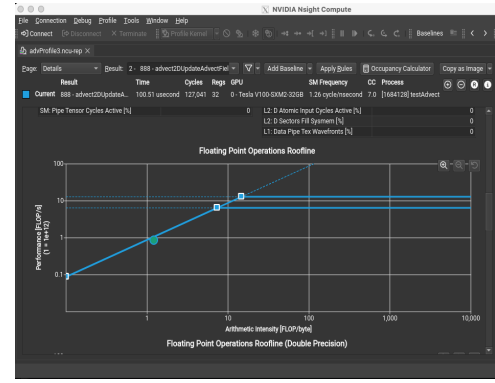 NVIDIA Nsight Compute
File Connection Debug Profile Tools Window Help
Connect Disconnect Terminate Profile Kernel Baselines
advProfile3.ncu-rep
Page: Details Result: 2 - 888 - advect2DUpdateAdvectFiel Add Baseline Apply Rules Occupancy Calculator Copy as Image
Result Time Cycles Regs GPU SM Frequency CC Process
Current 888 - advect2DUpdateA... 100.51 usecond 127,041 32 0 - Tesla V100-SXM2-32GB 1.26 cycle/nsecond 7.0 [1684128] testAdvect
SM: Pipe Tensor Cycles Active [%] 0 L2: D Atomic Input Cycles Active [%] 0
L2: D Sectors Fill Sysmem [%] 0
L1: Data Pipe Tex Wavefronts [%] 0
Floating Point Operations Roofline
Performance [FLOP/s]
(1 = 1e+12)
100
10
1
0.1
1 10 100 1,000 10,000
Arithmetic Intensity [FLOP/byte]
Floating Point Operations Roofline (Double Precision)